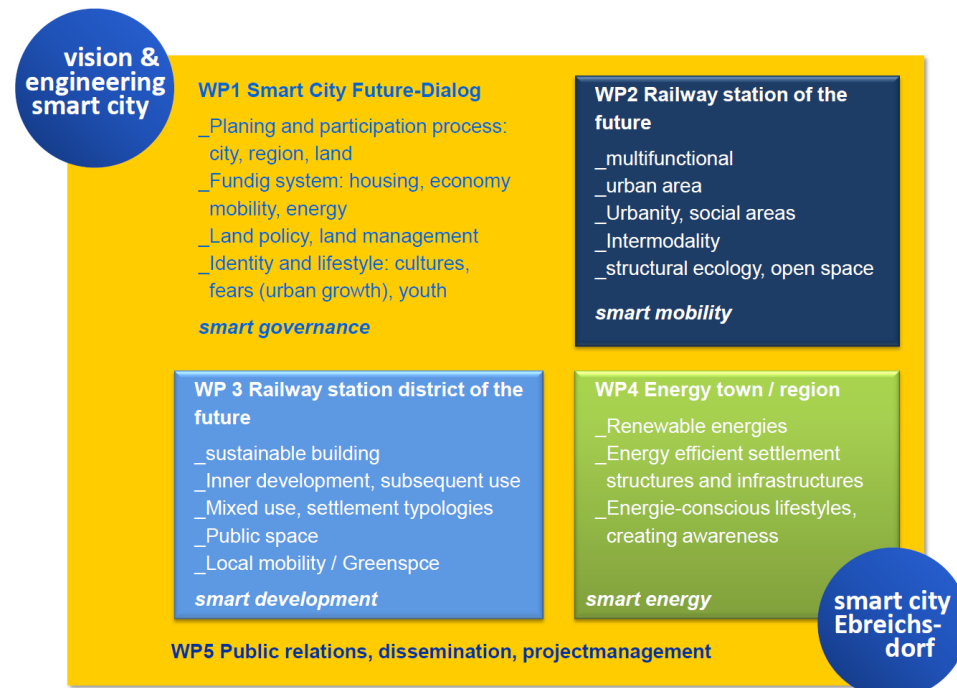 vision &
engineering
smart city
WP1 Smart City Future-Dialog
_Planing and participation process:
city, region, land
_Fundig system: housing, economy
mobility, energy
_Land policy, land management
_Identity and lifestyle: cultures,
fears (urban growth), youth
smart governance
WP2 Railway station of the
future
_multifunctional
_urban area
_Urbanity, social areas
_Intermodality
_structural ecology, open space
smart mobility
WP 3 Railway station district of the
future
_sustainable building
_Inner development, subsequent use
_Mixed use, settlement typologies
_Public space
_Local mobility / Greenspce
smart development
WP4 Energy town / region
_Renewable energies
_Energy efficient settlement
structures and infrastructures
_Energie-conscious lifestyles,
creating awareness
smart energy
smart city
Ebreichs-
dorf
WP5 Public relations, dissemination, projectmanagement